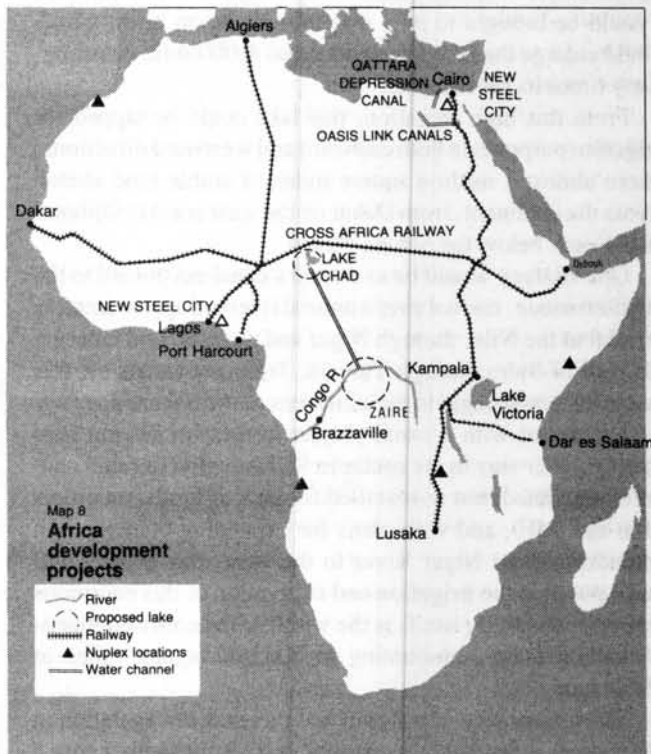 Algiers
QATTARA
DEPRESSION
CANAL
Cairo
NEW
STEEL
CITY
OASIS LINK CANALS
Dakar
CROSS AFRICA RAILWAY
LAKE
CHAD
Djibouti
NEW STEEL CITY
Lagos
Port Harcourt
Kampala
Lake
Victoria
Congo R.
ZAIRE
Brazzaville
Dar es Salaam
Lusaka
Map 8
Africa
development
projects
River
Proposed lake
Railway
Nuplex locations
Water channel